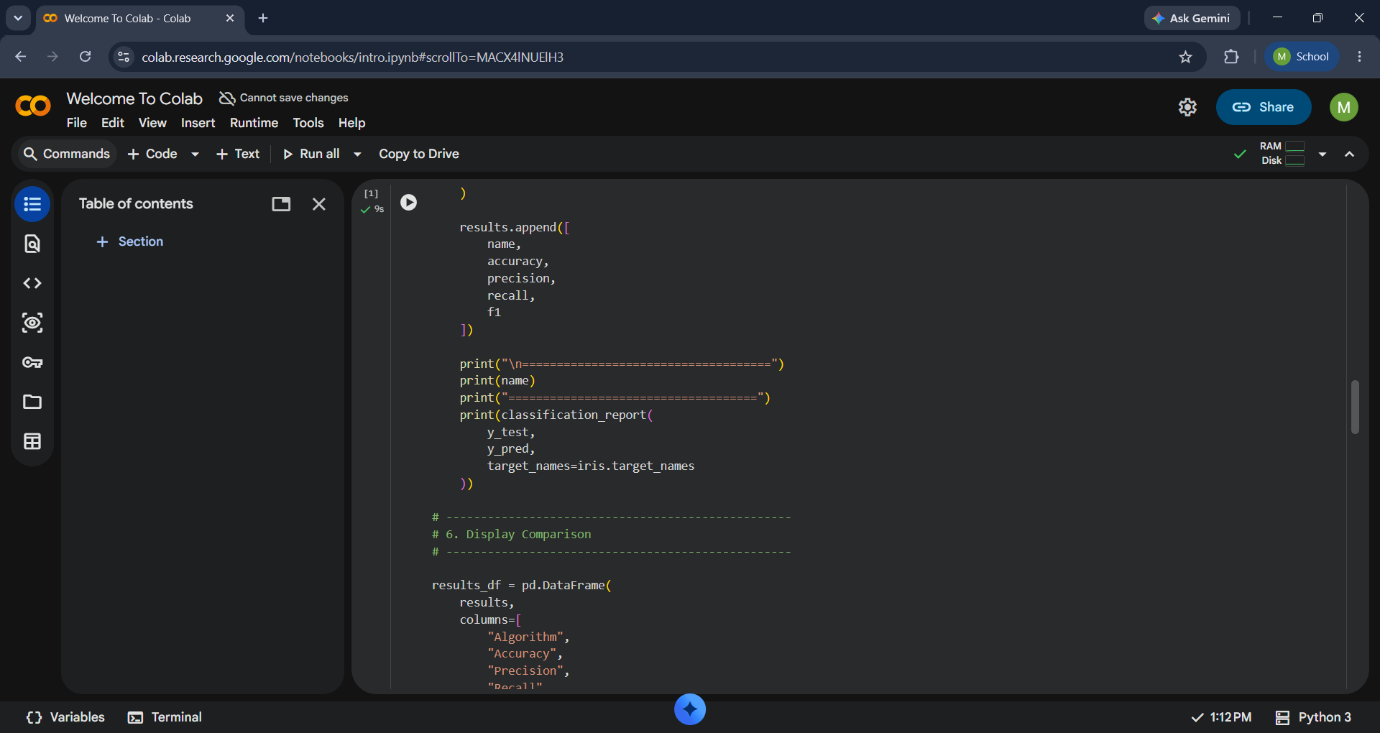 Welcome To Colab - Colab
Ask Gemini
colab.research.google.com/notebooks/intro.ipynb#scrollTo=MACX4lNUElH3
M School
Welcome To Colab
Cannot save changes
File Edit View Insert Runtime Tools Help
Share
M
Commands + Code + Text Run all Copy to Drive
RAM
Disk
Table of contents
+ Section
[1]
9s
)
results.append([
name,
accuracy,
precision,
recall,
f1
])
print("\n====================================")
print(name)
print("====================================")
print(classification_report(
y_test,
y_pred,
target_names=iris.target_names
))
# --------------------------------------------------
# 6. Display Comparison
# --------------------------------------------------
results_df = pd.DataFrame(
results,
columns=[
"Algorithm",
"Accuracy",
"Precision",
"Recall"
Variables
Terminal
1:12 PM
Python 3